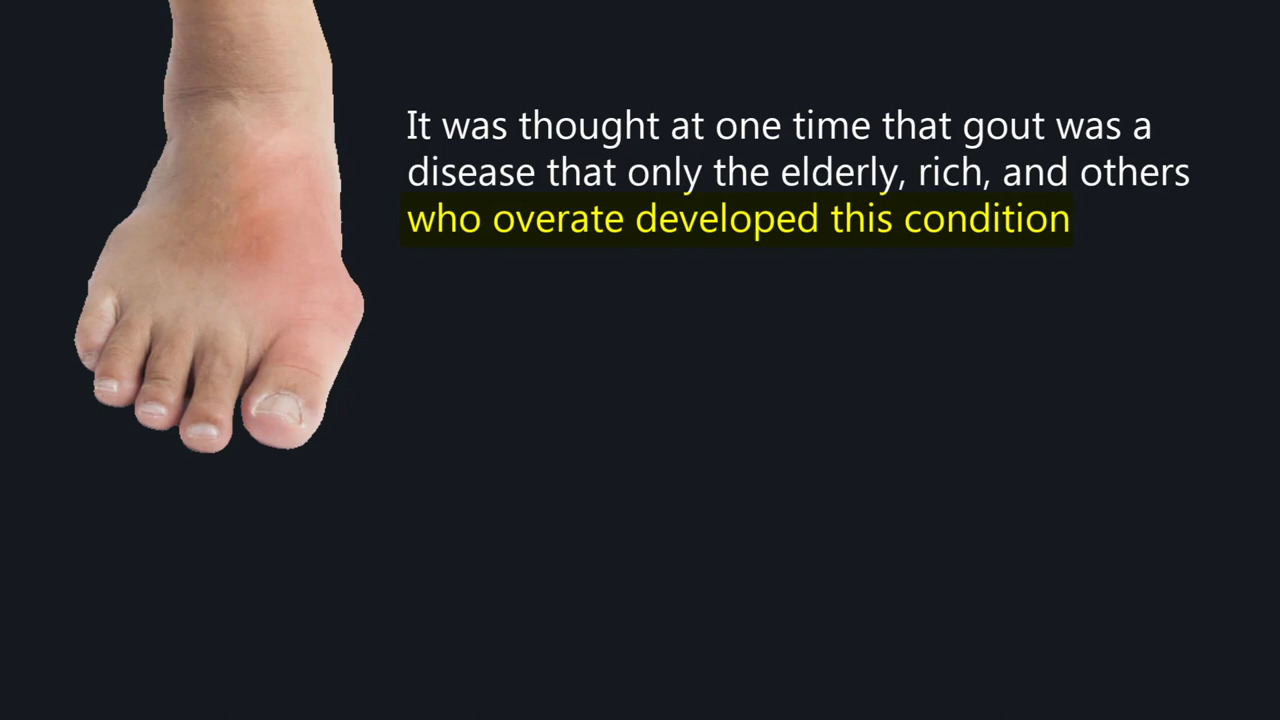 It was thought at one time that gout was a
disease that only the elderly, rich, and others
who overate developed this condition